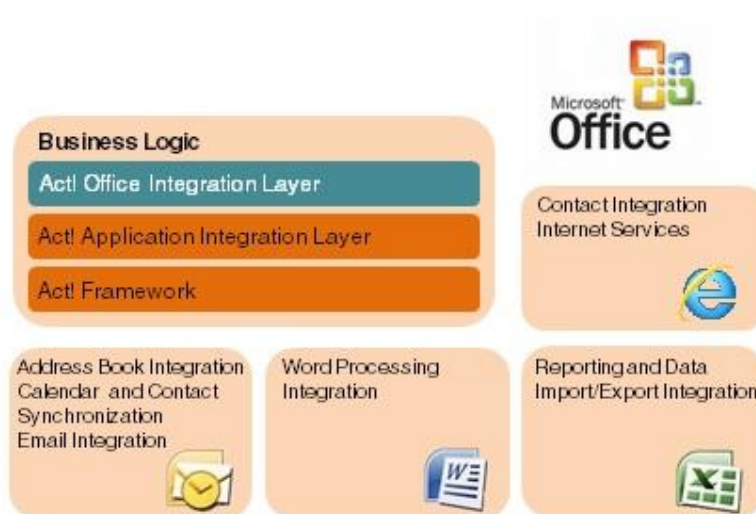 Microsoft
Office
Business Logic
Act! Office Integration Layer
Act! Application Integration Layer
Act! Framework
Contact Integration
Internet Services
Address Book Integration
Calendar and Contact
Synchronization
Email Integration
Word Processing
Integration
Reporting and Data
Import/Export Integration